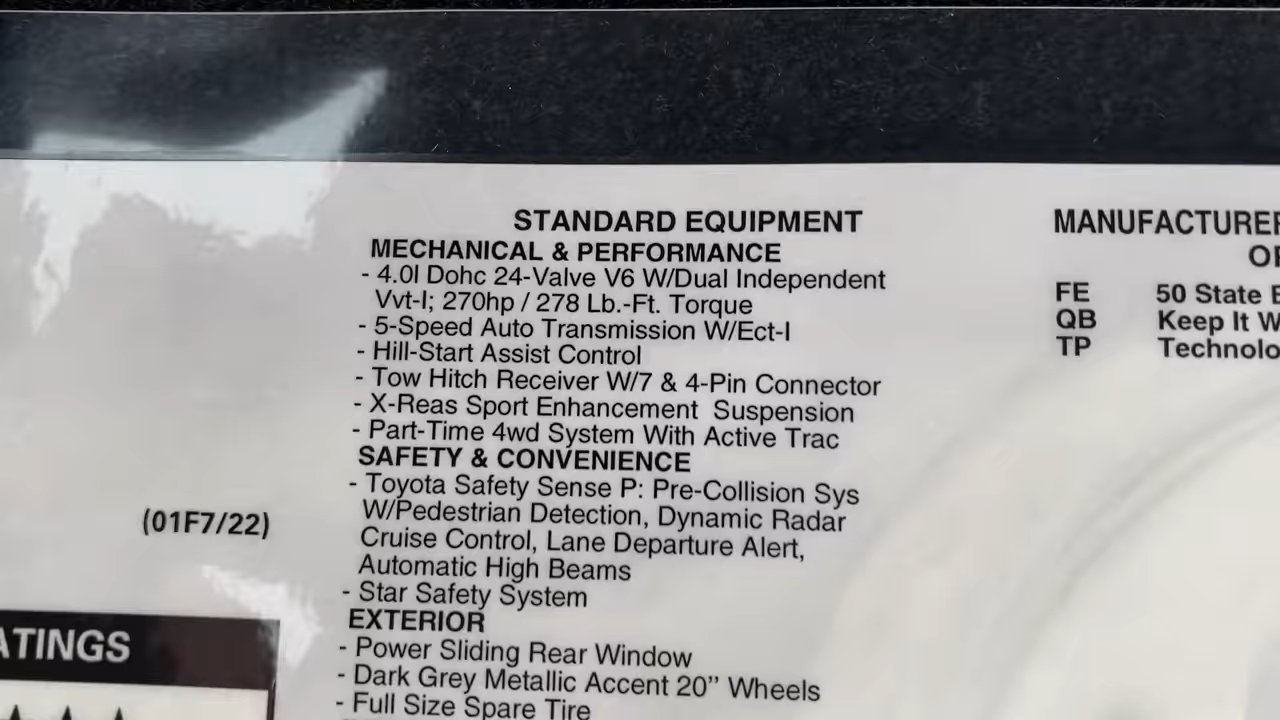 STANDARD EQUIPMENT
MECHANICAL & PERFORMANCE
- 4.0l Dohc 24-Valve V6 W/Dual Independent
Vvt-I; 270hp / 278 Lb.-Ft. Torque
- 5-Speed Auto Transmission W/Ect-I
- Hill-Start Assist Control
- Tow Hitch Receiver W/7 & 4-Pin Connector
- X-Reas Sport Enhancement Suspension
- Part-Time 4wd System With Active Trac
SAFETY & CONVENIENCE
- Toyota Safety Sense P: Pre-Collision Sys
W/Pedestrian Detection, Dynamic Radar
Cruise Control, Lane Departure Alert,
Automatic High Beams
- Star Safety System
EXTERIOR
- Power Sliding Rear Window
- Dark Grey Metallic Accent 20” Wheels
- Full Size Spare Tire
(01F7/22)
ATINGS
MANUFACTURER
FE 50 State
QB Keep It
TP Technolo